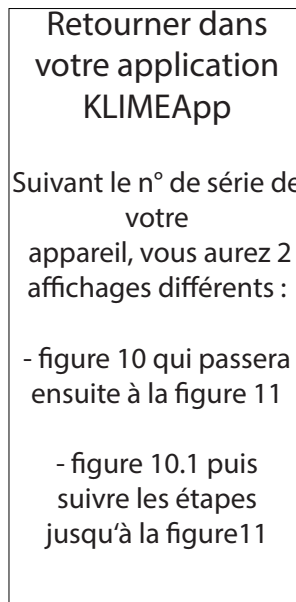 Retourner dans
votre application
KLIMEApp
Suivant le n° de série de
votre
appareil, vous aurez 2
affichages différents :
- figure 10 qui passera
ensuite à la figure 11
- figure 10.1 puis
suivre les étapes
jusqu‘à la figure11